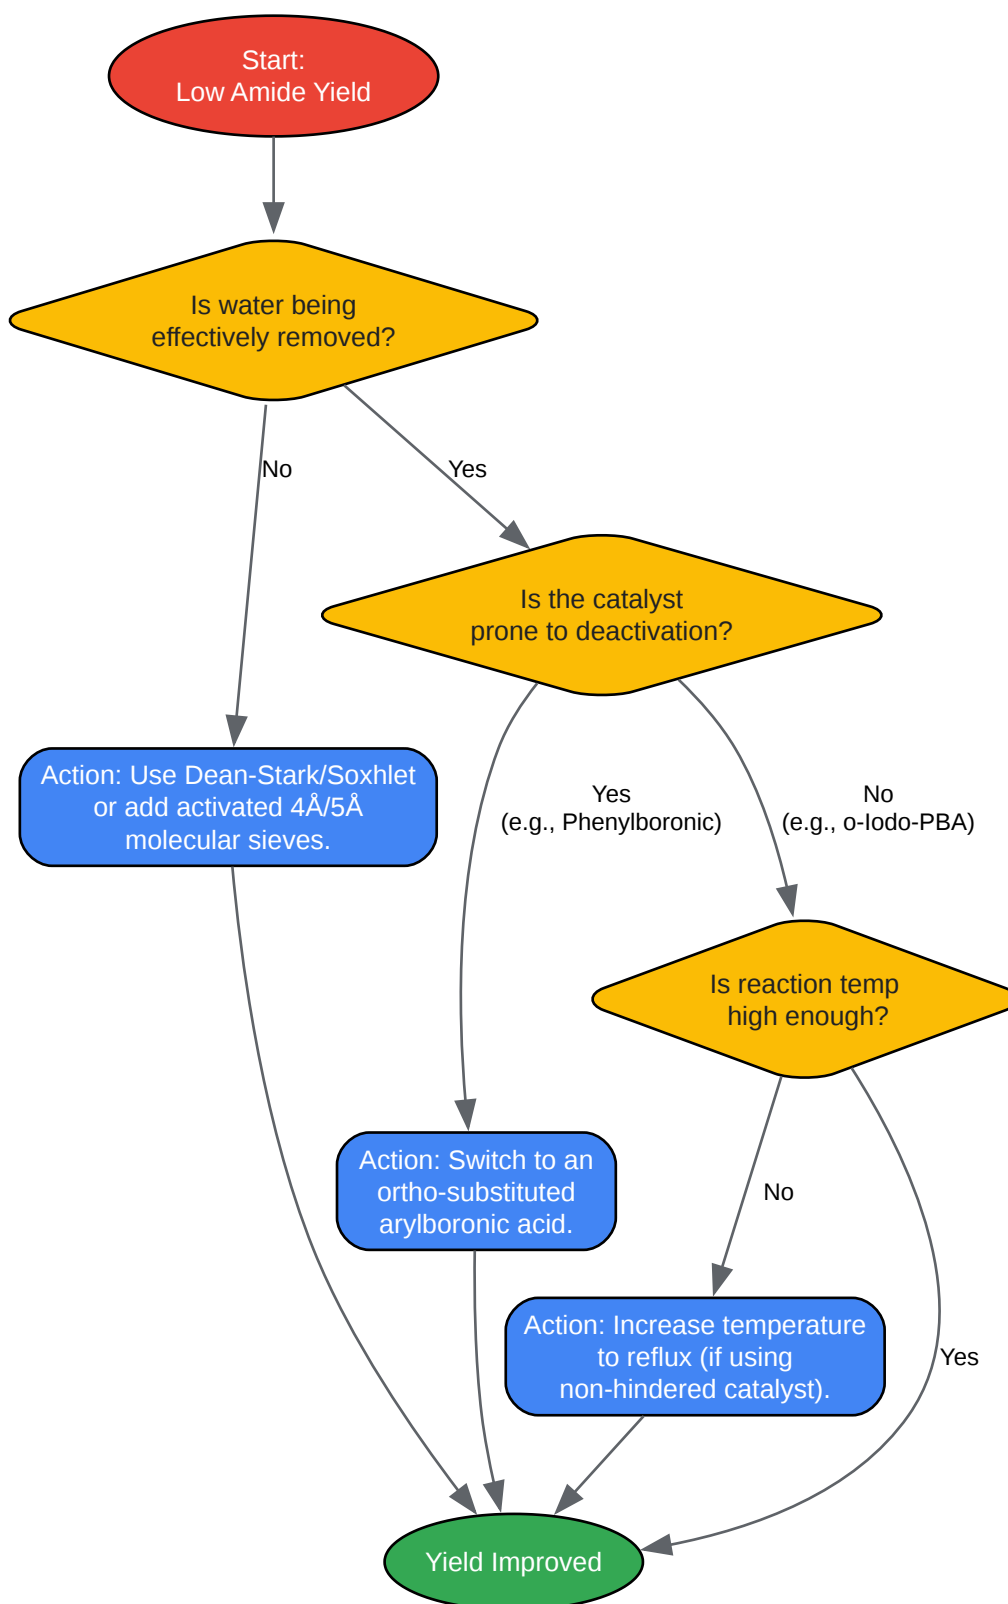 Start:
Low Amide Yield
Is water being
effectively removed?
No
Yes
Is the catalyst
prone to deactivation?
Action: Use Dean-Stark/Soxhlet
or add activated 4Å/5Å
molecular sieves.
Yes
(e.g., Phenylboronic)
No
(e.g., o-Iodo-PBA)
Is reaction temp
high enough?
Action: Switch to an
ortho-substituted
arylboronic acid.
No
Action: Increase temperature
to reflux (if using
non-hindered catalyst).
Yes
Yield Improved